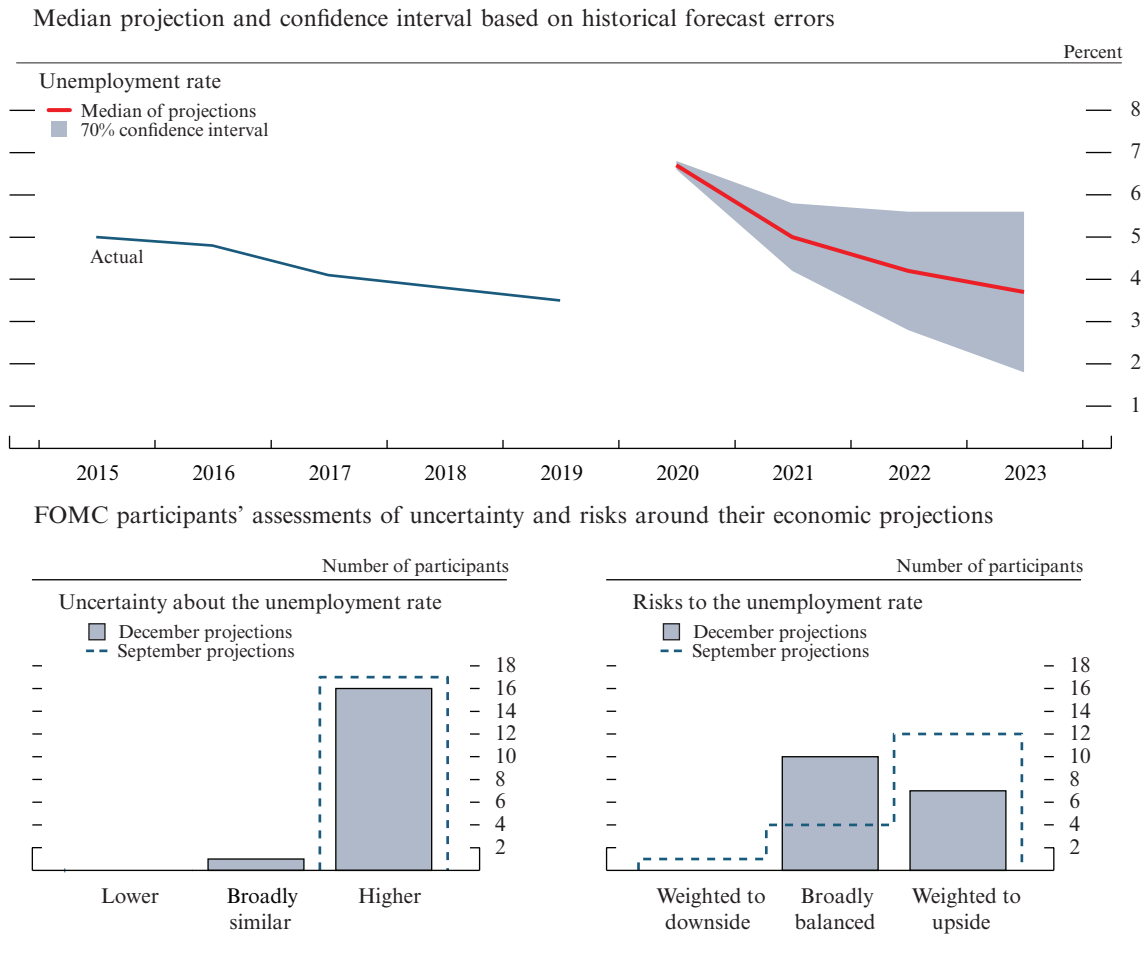 Median projection and confidence interval based on historical forecast errors
Percent
Unemployment rate
Median of projections
70% confidence interval
8
7
6
5
4
3
2
1
Actual
2015 2016 2017 2018 2019 2020 2021 2022 2023
FOMC participants’ assessments of uncertainty and risks around their economic projections
Number of participants
Uncertainty about the unemployment rate
December projections
September projections
18
16
14
12
10
8
6
4
2
Lower Broadly similar Higher
Number of participants
Risks to the unemployment rate
December projections
September projections
18
16
14
12
10
8
6
4
2
Weighted to downside Broadly balanced Weighted to upside